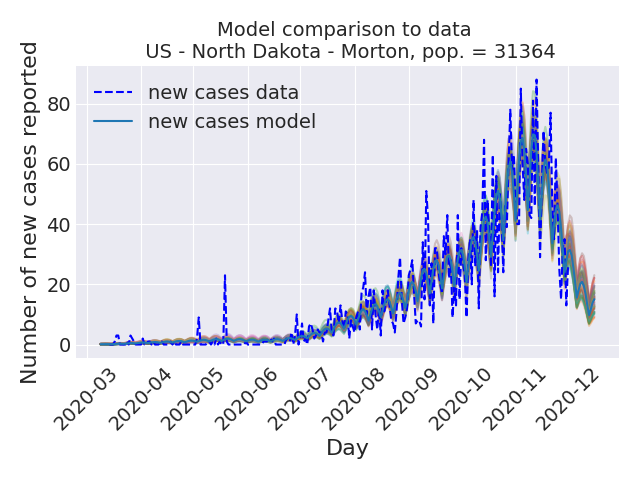 Model comparison to data
US - North Dakota - Morton, pop. = 31364
Number of new cases reported
new cases data
new cases model
80
60
40
20
0
2020-03
2020-04
2020-05
2020-06
2020-07
2020-08
2020-09
2020-10
2020-11
2020-12
Day